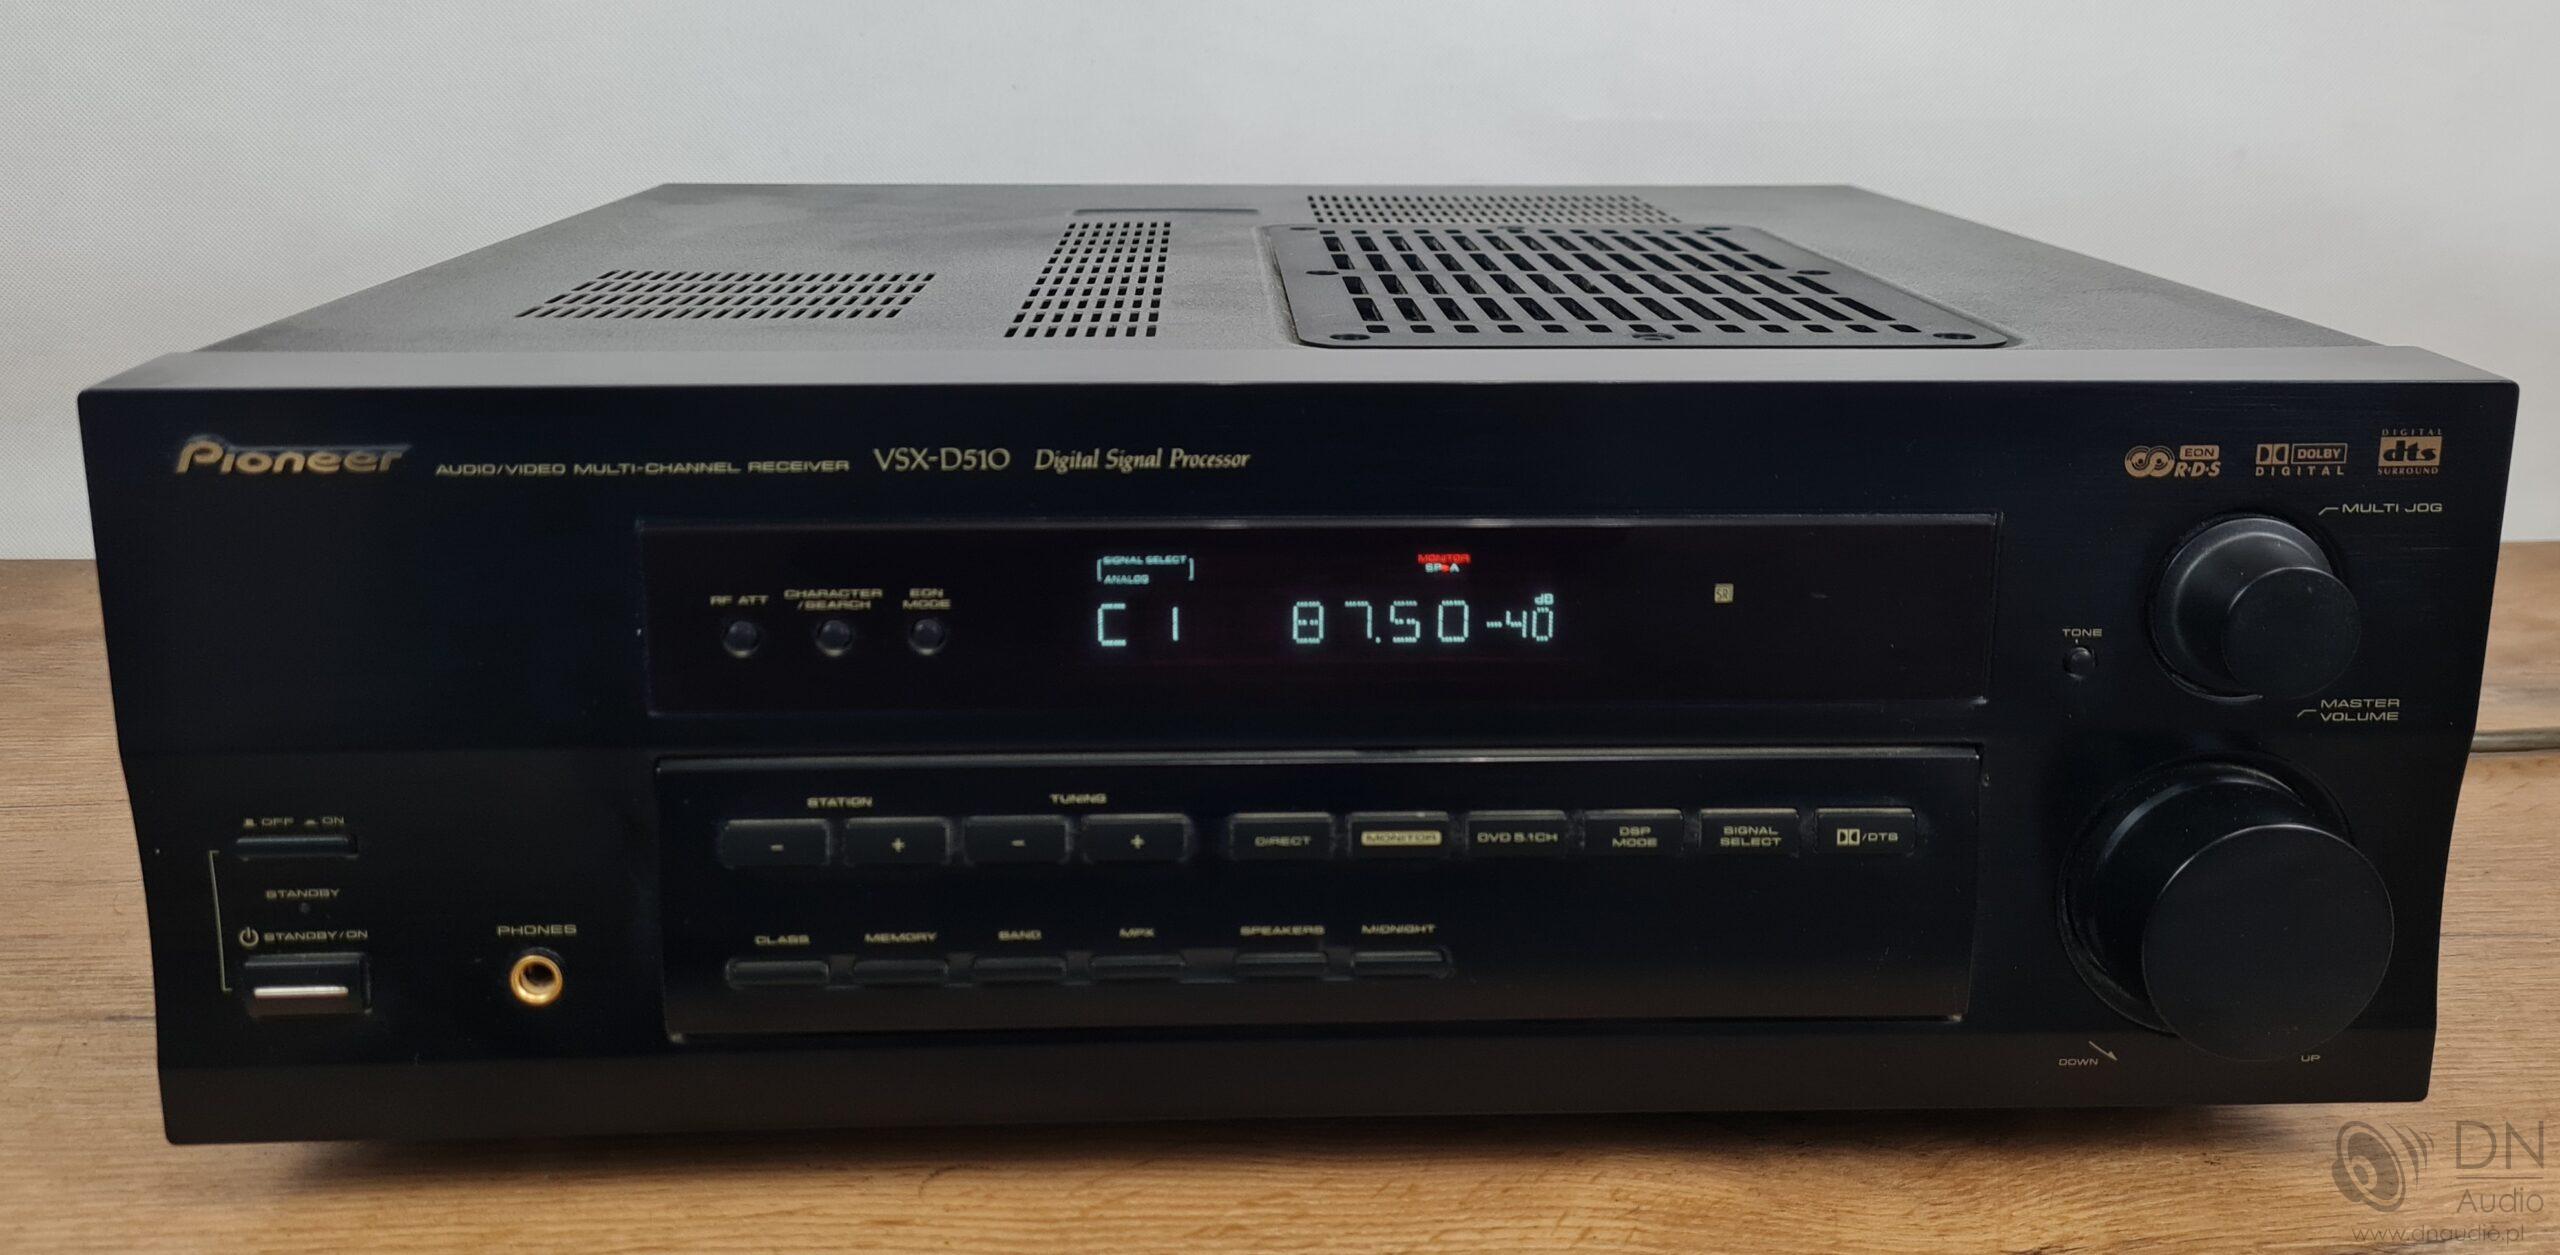 Pioneer AUDIO/VIDEO MULTI-CHANNEL RECEIVER VSX-D510 Digital Signal Processor
EON
R·D·S
DOLBY
DIGITAL
DIGITAL
dts
SURROUND
MULTI JOG
SIGNAL SELECT
ANALOG
MONITOR
SP▸A
RF ATT
CHARACTER
/SEARCH
EON
MODE
SR
dB
C 1 87.50 -40
TONE
MASTER
VOLUME
STATION
TUNING
- + - +
DIRECT
MONITOR
DVD 5.1CH
DSP
MODE
SIGNAL
SELECT
/DTS
OFF ON
STANDBY
STANDBY/ON
PHONES
CLASS MEMORY BAND MPX SPEAKERS MIDNIGHT
DOWN UP
DN
Audio
www.dnaudio.pl